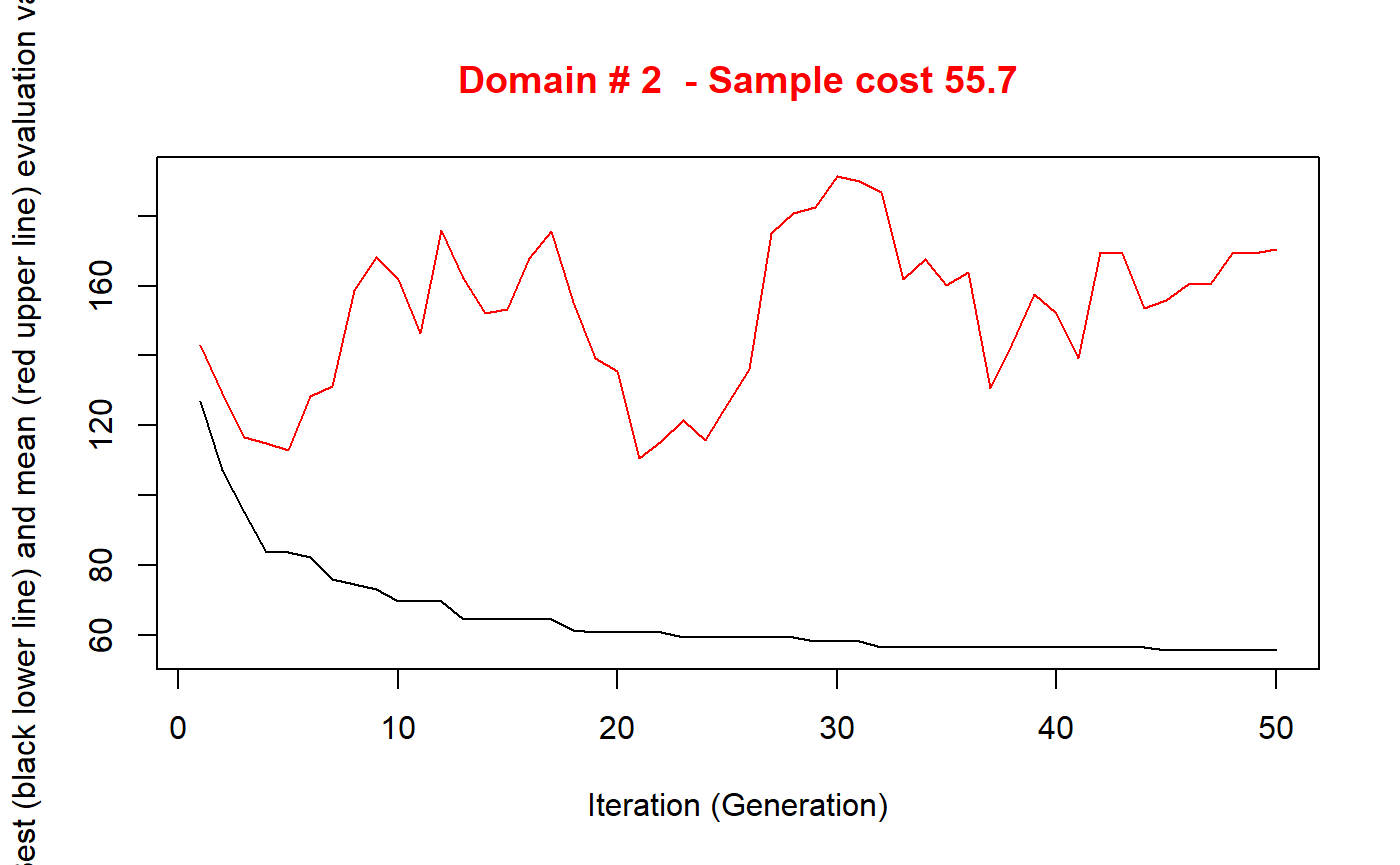 Domain # 2 - Sample cost 55.7
(black lower line) and mean (red upper line) evaluation
160
120
80
60
0 10 20 30 40 50
Iteration (Generation)